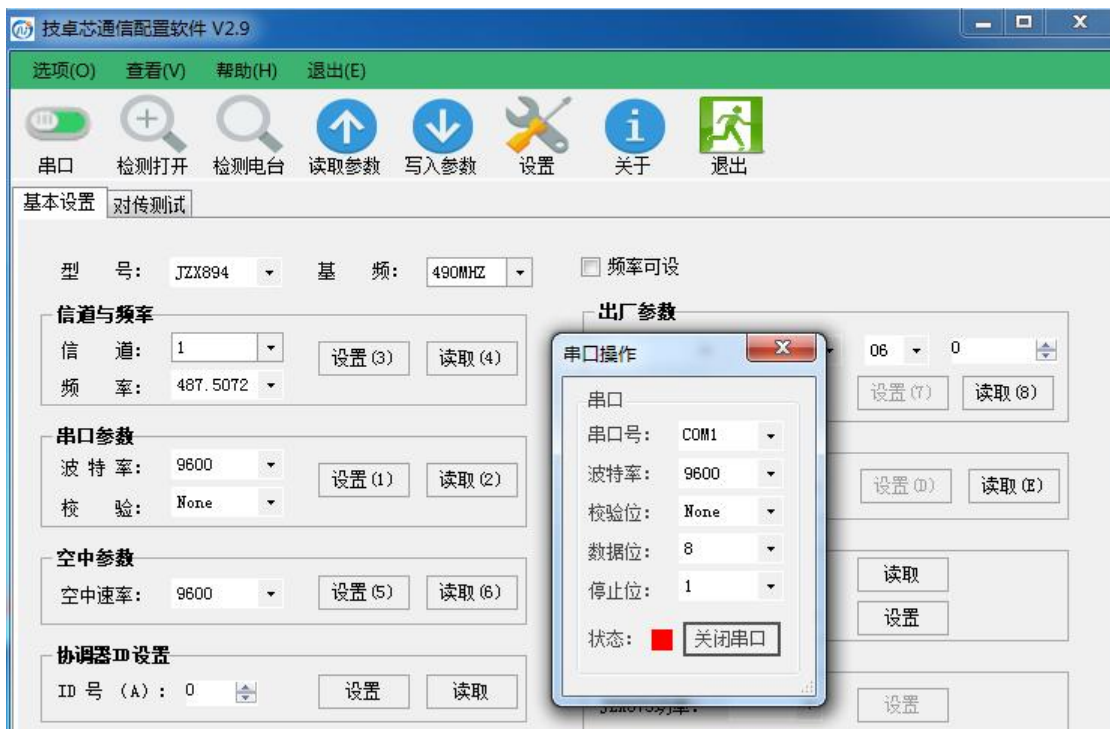 技卓芯通信配置软件 V2.9
选项(O) 查看(V) 帮助(H) 退出(E)
串口 检测打开 检测电台 读取参数 写入参数 设置 关于 退出
基本设置 对传测试
型 号: JZX894 基 频: 490MHZ 频率可设
信道与频率
信 道: 1 设置(3) 读取(4)
频 率: 487.5072
串口参数
波 特 率: 9600 设置(1) 读取(2)
校 验: None
空中参数
空中速率: 9600 设置(5) 读取(6)
协调器ID设置
ID 号 (A): 0 设置 读取
出厂参数
06 0
设置(7) 读取(8)
设置(D) 读取(E)
读取
设置
设置
串口操作
串口
串口号: COM1
波特率: 9600
校验位: None
数据位: 8
停止位: 1
状态: 关闭串口